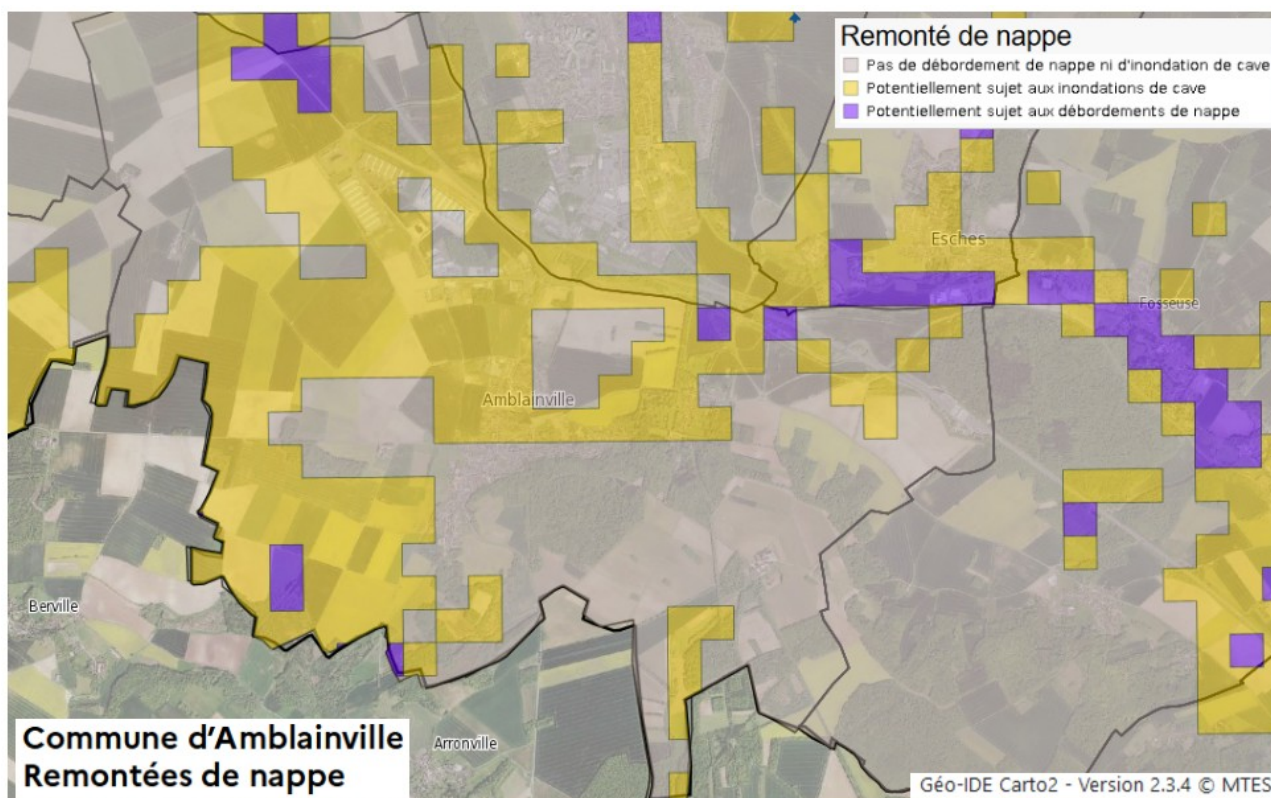 Remonté de nappe
Pas de débordement de nappe ni d'inondation de cave
Potentiellement sujet aux inondations de cave
Potentiellement sujet aux débordements de nappe
Esches
Fosseuse
Amblainville
Berville
Arronville
Commune d'Amblainville
Remontées de nappe
Géo-IDE Carto2 - Version 2.3.4 © MTES